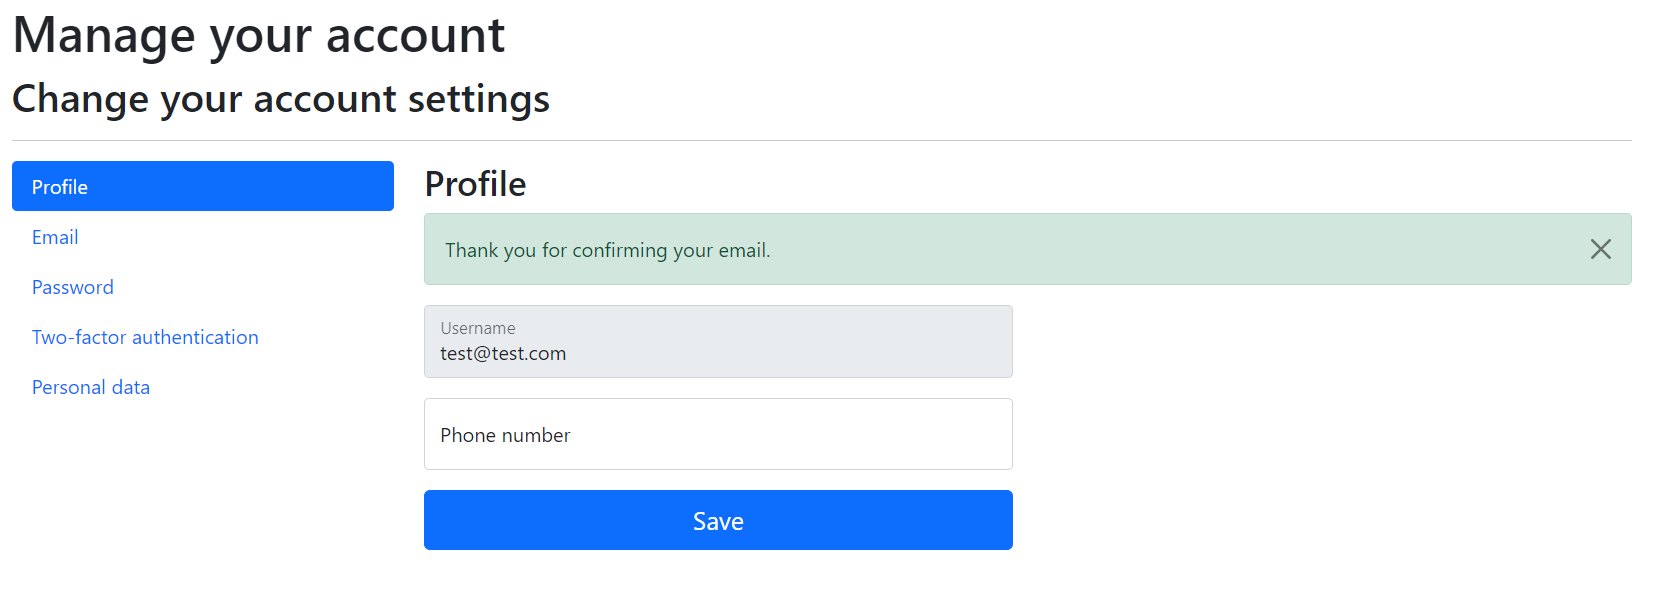 Manage your account
Change your account settings
Profile
Email
Password
Two-factor authentication
Personal data
Profile
Thank you for confirming your email.
Username
test@test.com
Phone number
Save